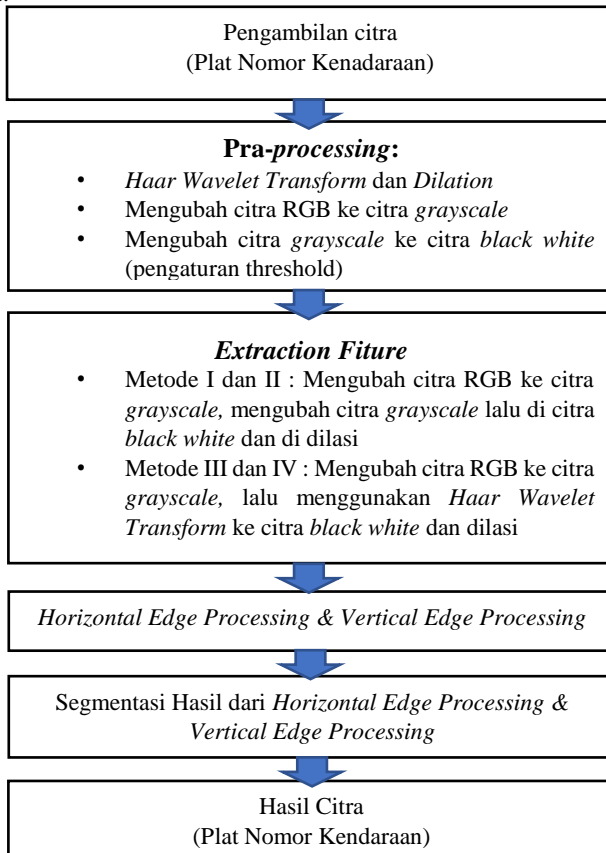 Pengambilan citra
(Plat Nomor Kenadaraan)
Pra-processing:
• Haar Wavelet Transform dan Dilation
• Mengubah citra RGB ke citra grayscale
• Mengubah citra grayscale ke citra black white
(pengaturan threshold)
Extraction Fiture
• Metode I dan II : Mengubah citra RGB ke citra
grayscale, mengubah citra grayscale lalu di citra
black white dan di dilasi
• Metode III dan IV : Mengubah citra RGB ke citra
grayscale, lalu menggunakan Haar Wavelet
Transform ke citra black white dan dilasi
Horizontal Edge Processing & Vertical Edge Processing
Segmentasi Hasil dari Horizontal Edge Processing &
Vertical Edge Processing
Hasil Citra
(Plat Nomor Kendaraan)